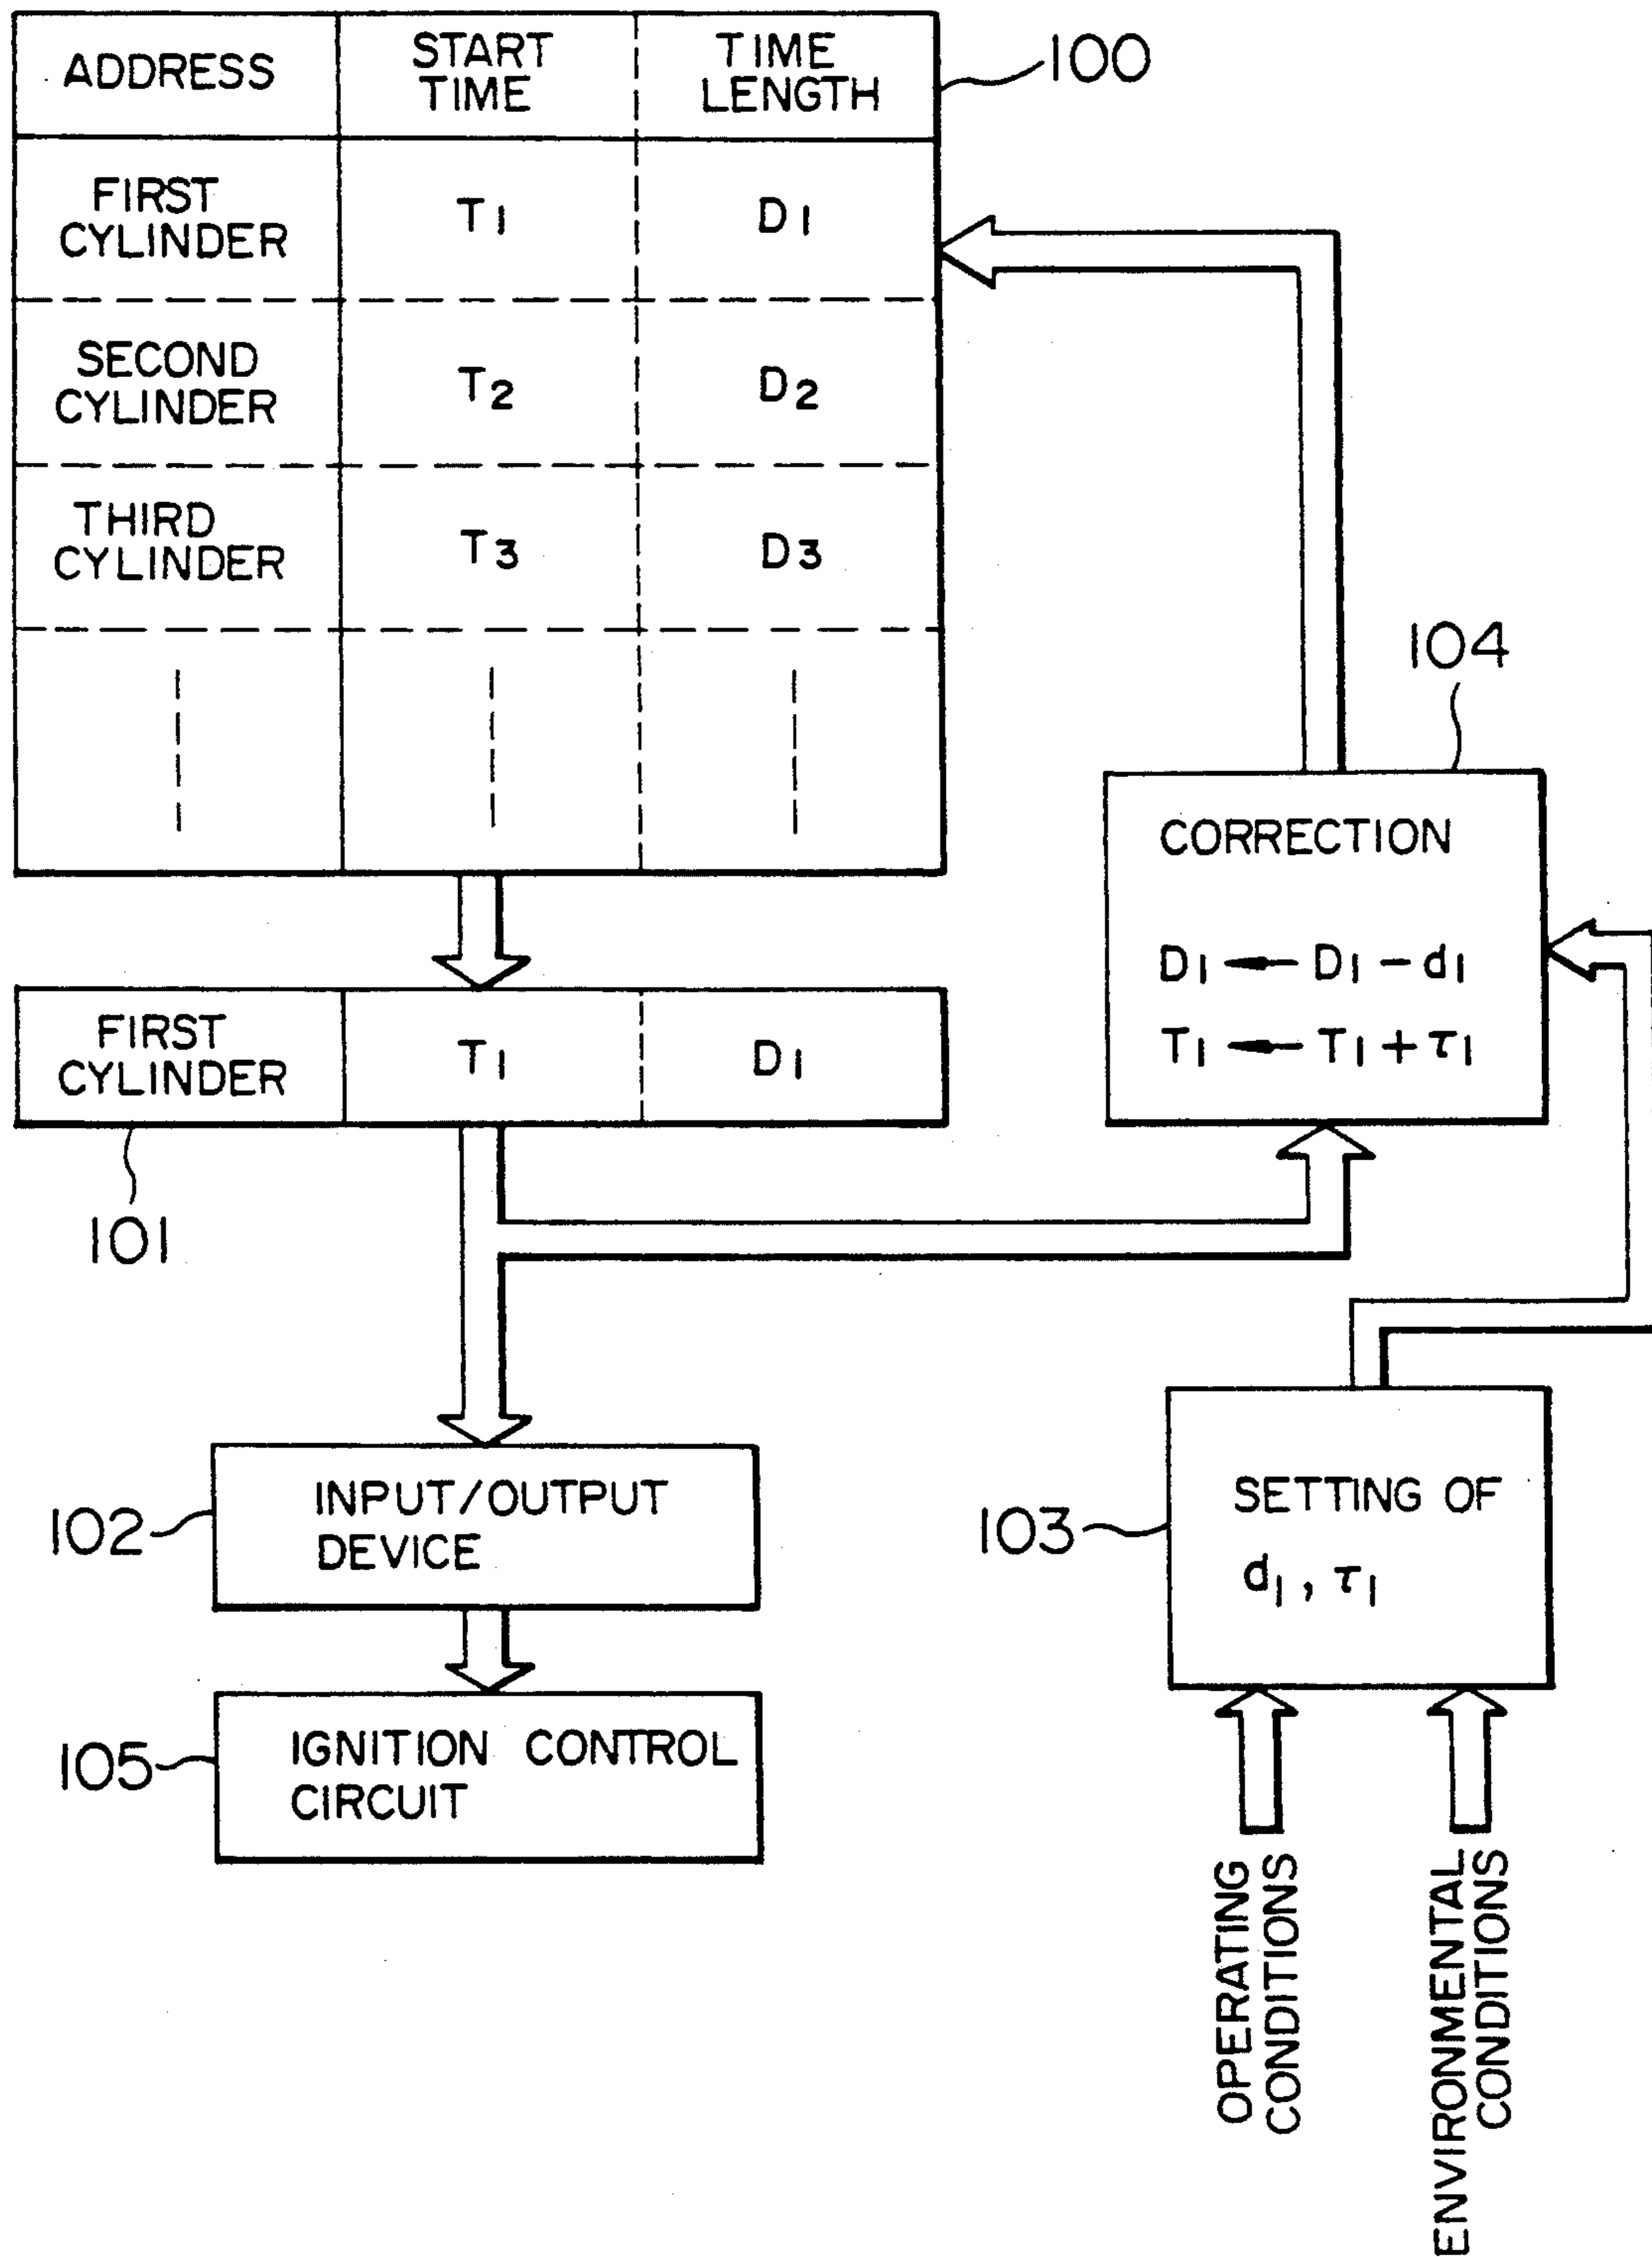 ADDRESS
START
TIME
TIME
LENGTH
100
FIRST
CYLINDER
T1
D1
SECOND
CYLINDER
T2
D2
THIRD
CYLINDER
T3
D3
104
CORRECTION
D1 ← D1 − d1
T1 ← T1 + τ1
FIRST
CYLINDER
T1
D1
101
102
INPUT/OUTPUT
DEVICE
103
SETTING OF
d1, τ1
105
IGNITION CONTROL
CIRCUIT
OPERATING
CONDITIONS
ENVIRONMENTAL
CONDITIONS